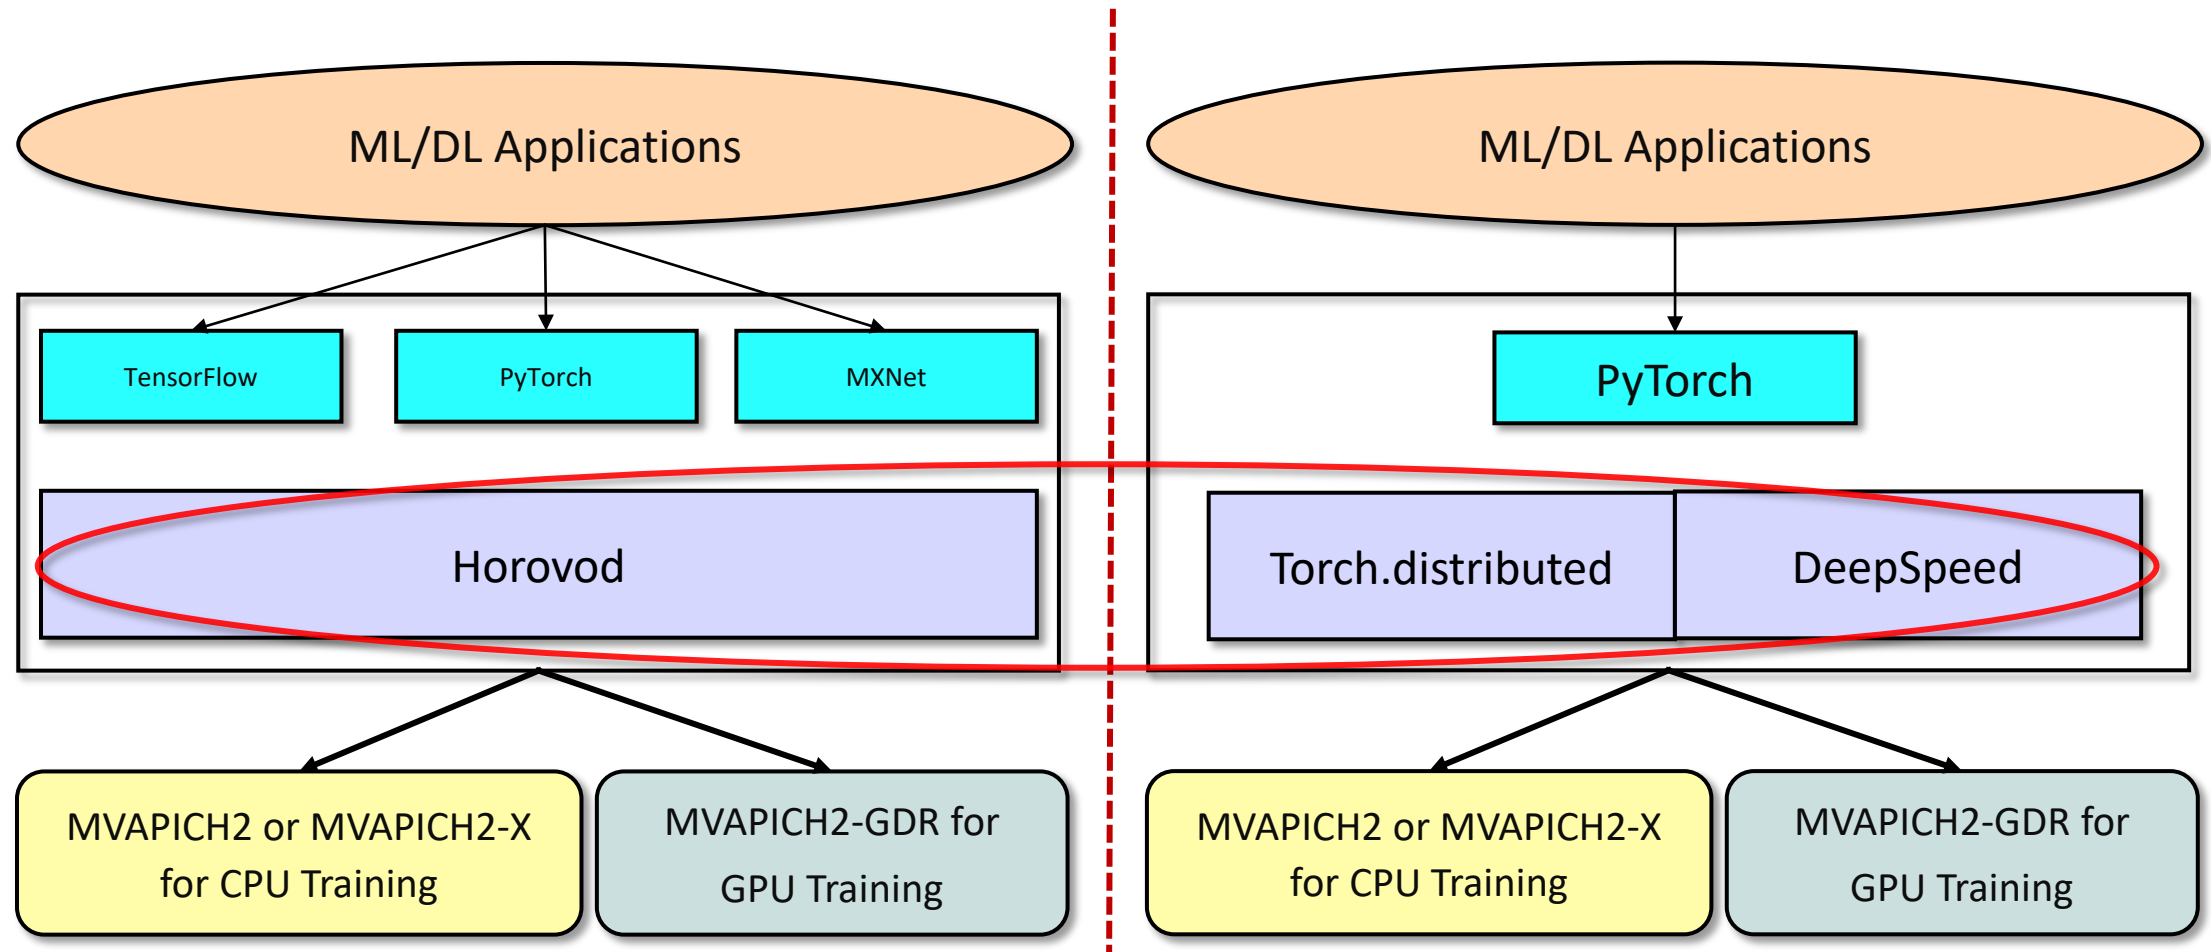 ML/DL Applications
TensorFlow
PyTorch
MXNet
Horovod
MVAPICH2 or MVAPICH2-X
for CPU Training
MVAPICH2-GDR for
GPU Training
ML/DL Applications
PyTorch
Torch.distributed
DeepSpeed
MVAPICH2 or MVAPICH2-X
for CPU Training
MVAPICH2-GDR for
GPU Training